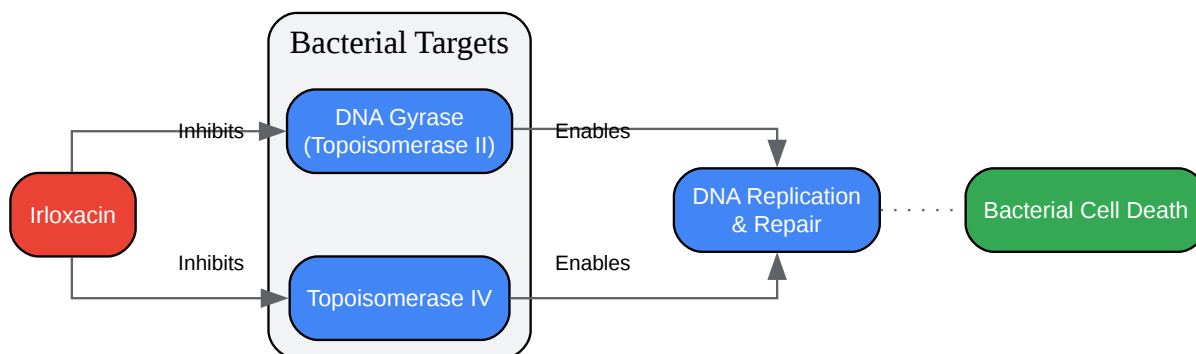 Bacterial Targets
DNA Gyrase
(Topoisomerase II)
Inhibits
Enables
Irloxacin
DNA Replication
& Repair
Bacterial Cell Death
Inhibits
Enables
Topoisomerase IV